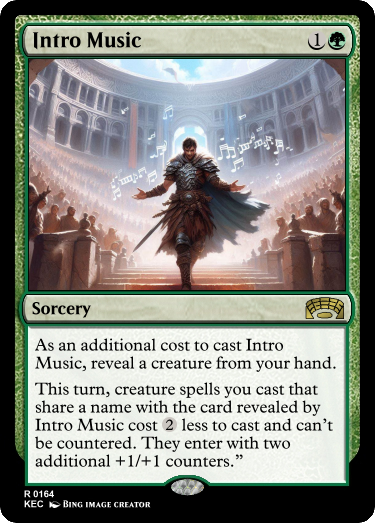 Intro Music 1
Sorcery
As an additional cost to cast Intro
Music, reveal a creature from your hand.
This turn, creature spells you cast that
share a name with the card revealed by
Intro Music cost 2 less to cast and can't
be countered. They enter with two
additional +1/+1 counters.”
R 0164
KEC BING IMAGE CREATOR